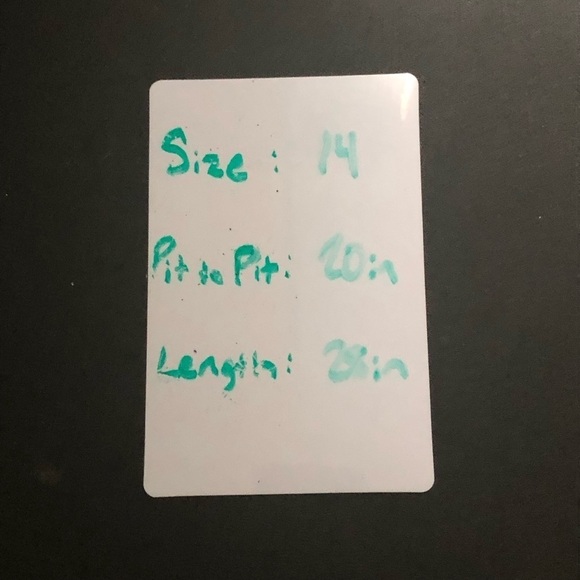 Size: 14
Pit to Pit: 20in
Length: